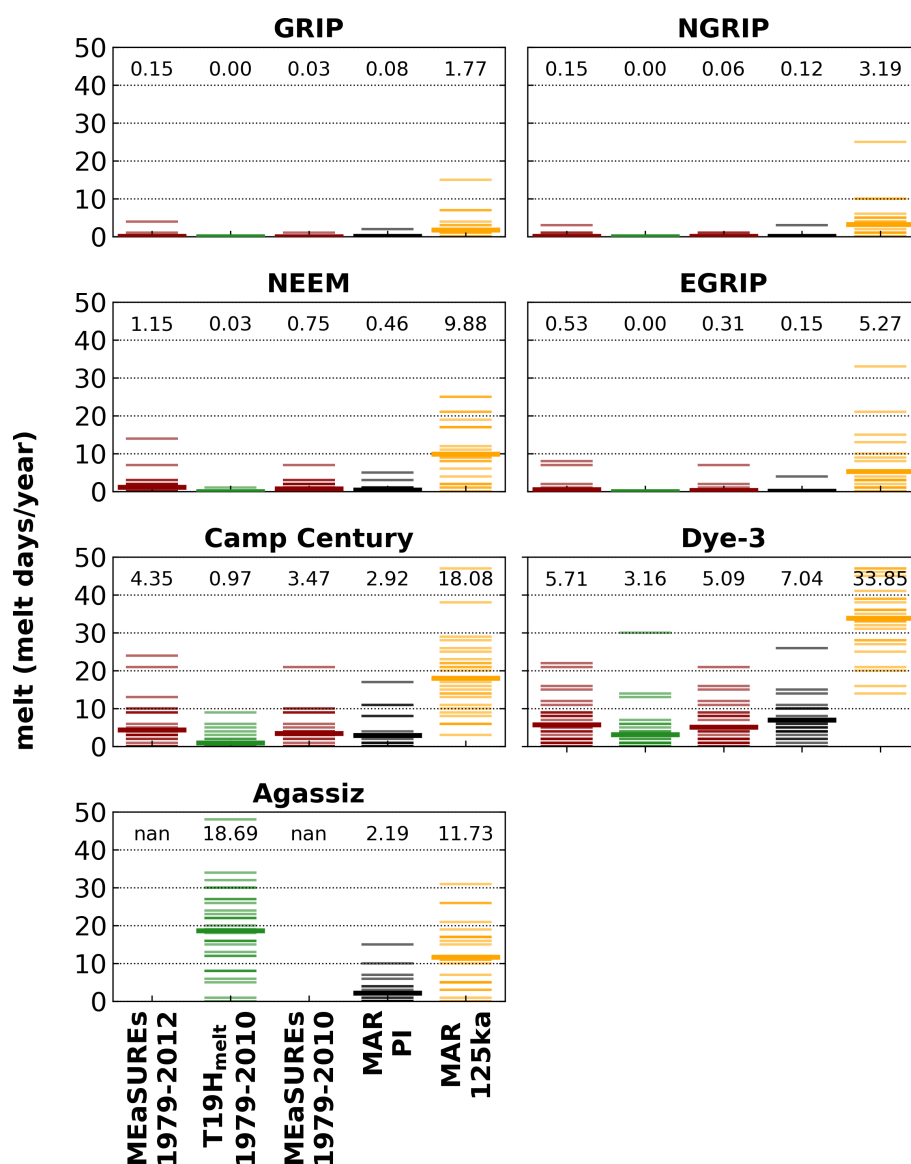 GRIP
50
40
30
20
10
0
0.15 0.00 0.03 0.08 1.77
NGRIP
0.15 0.00 0.06 0.12 3.19
NEEM
50
40
30
20
10
0
1.15 0.03 0.75 0.46 9.88
EGRIP
0.53 0.00 0.31 0.15 5.27
melt (melt days/year)
Camp Century
50
40
30
20
10
0
4.35 0.97 3.47 2.92 18.08
Dye-3
5.71 3.16 5.09 7.04 33.85
Agassiz
50
40
30
20
10
0
nan 18.69 nan 2.19 11.73
MEaSUREs
1979-2012
T19Hmelt
1979-2010
MEaSUREs
1979-2010
MAR
PI
MAR
125ka